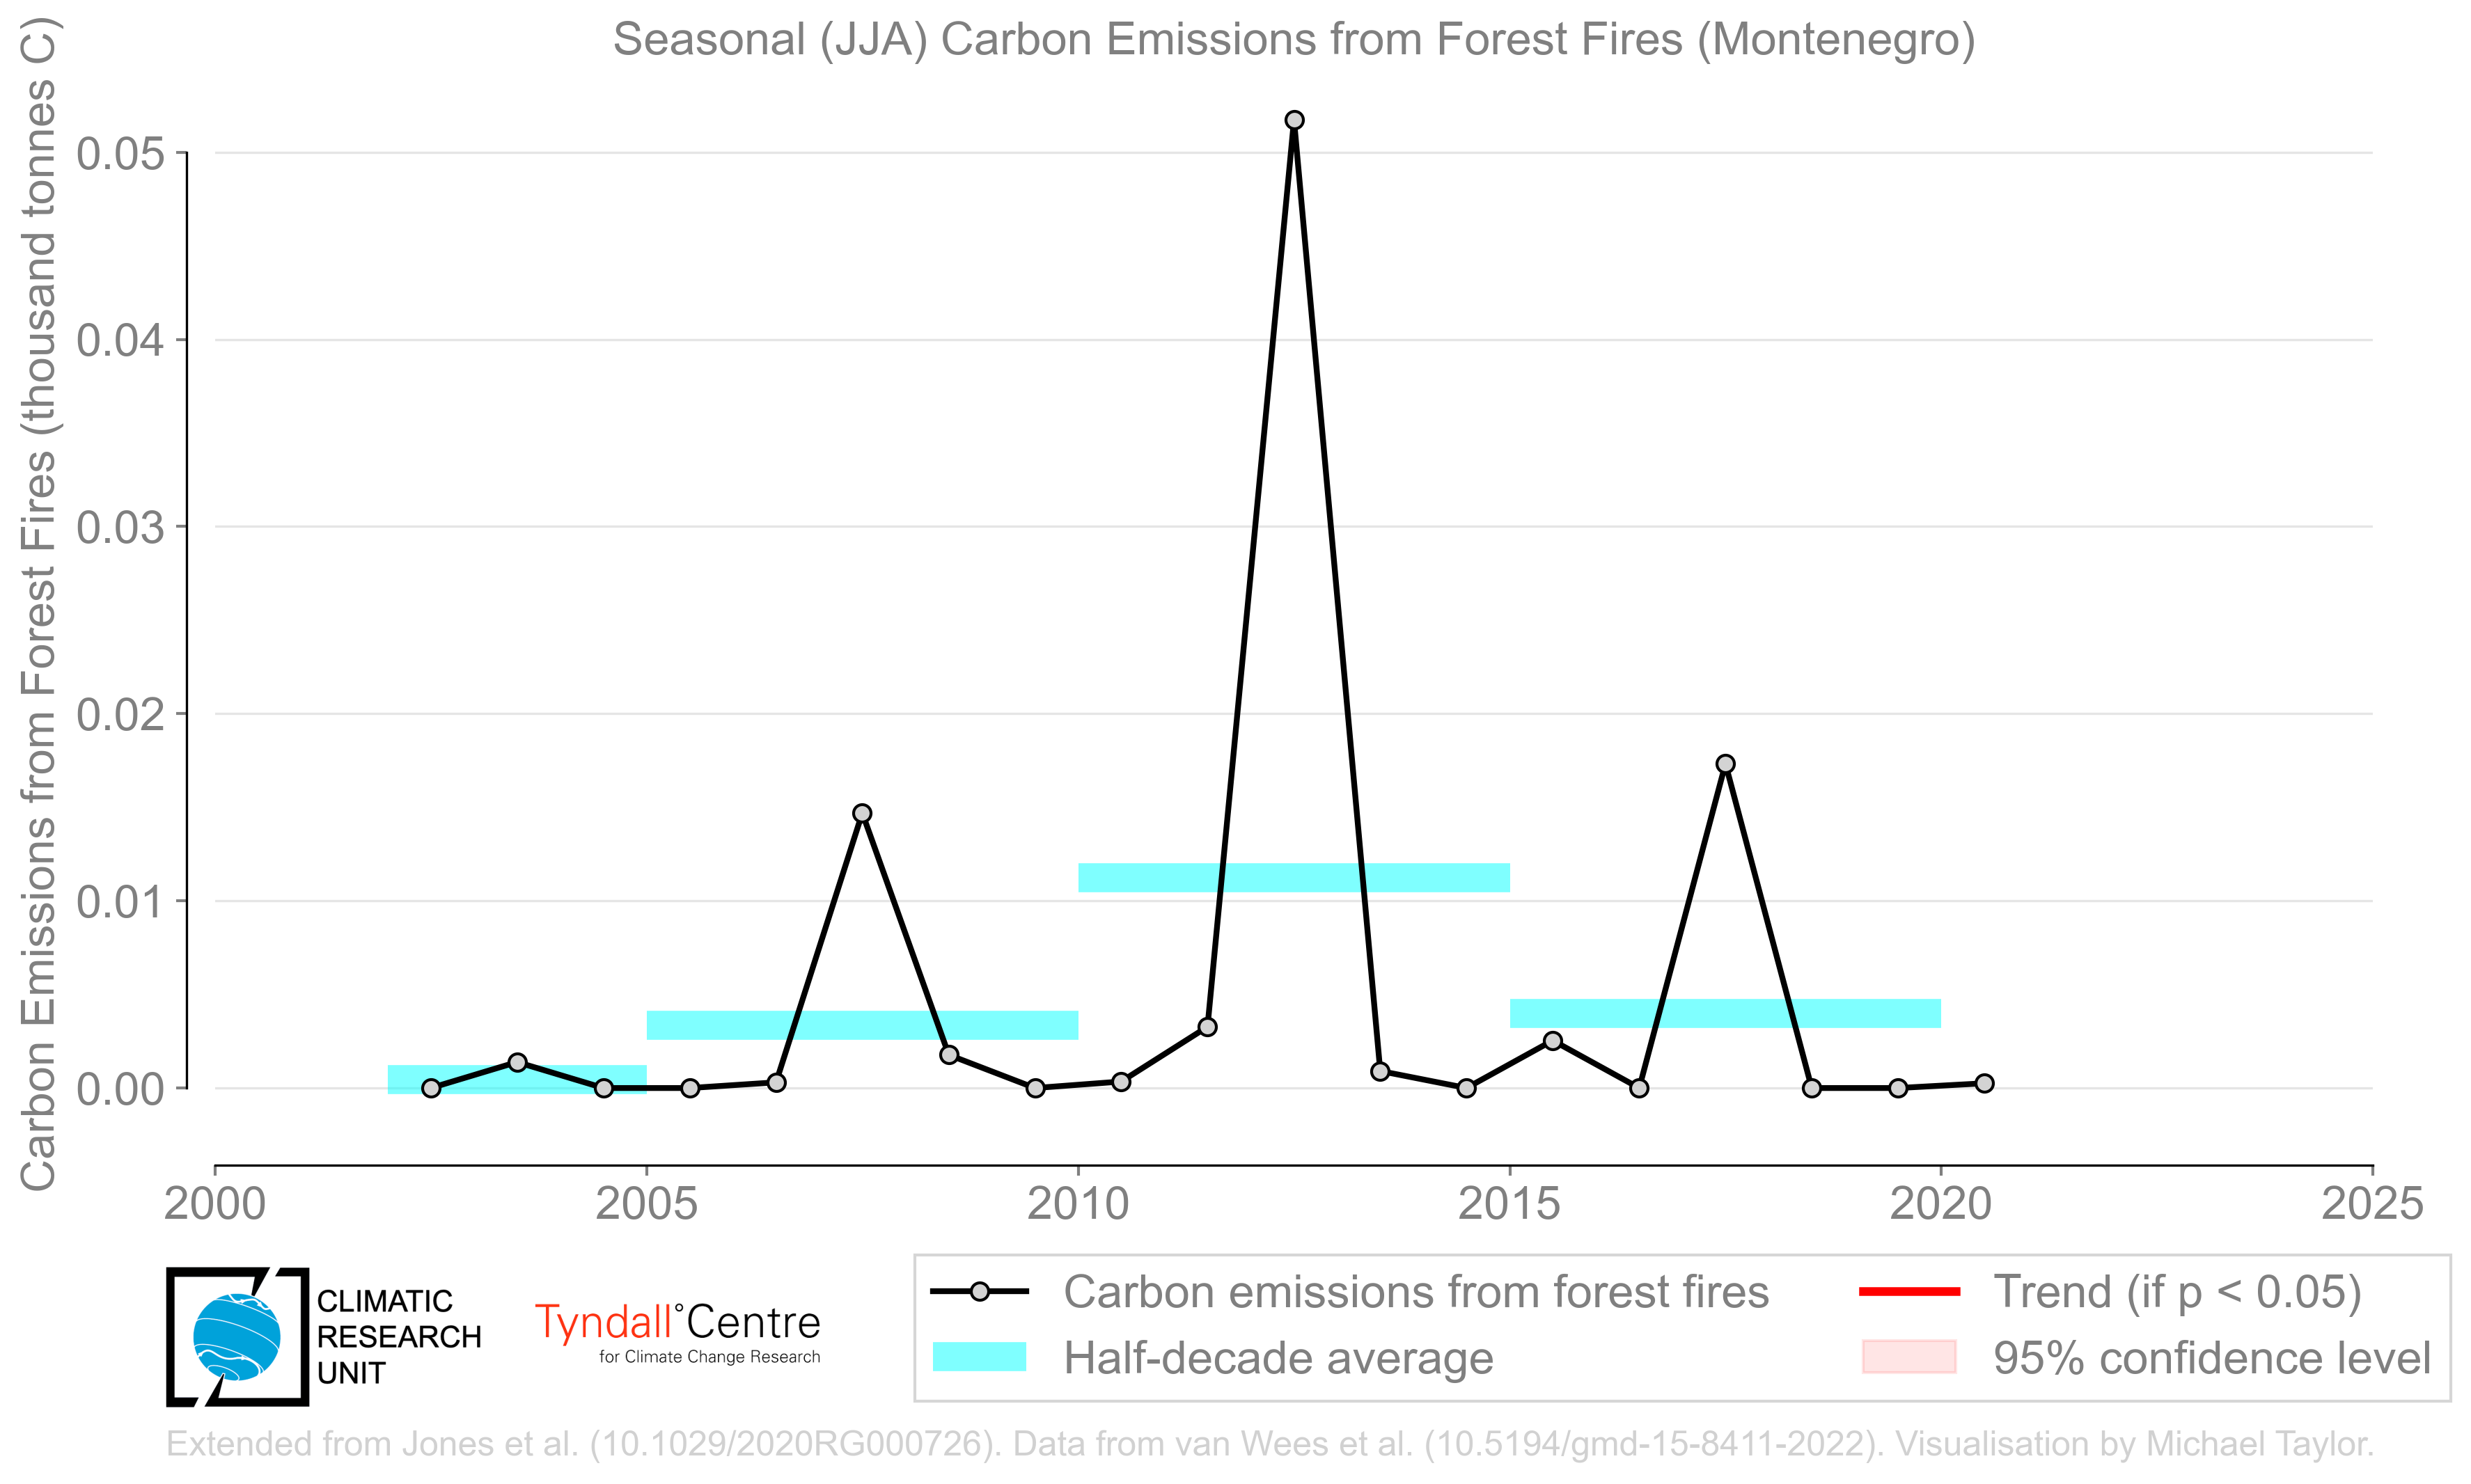 Seasonal (JJA) Carbon Emissions from Forest Fires (Montenegro)
Carbon Emissions from Forest Fires (thousand tonnes C)
0.05
0.04
0.03
0.02
0.01
0.00
2000 2005 2010 2015 2020 2025
CLIMATIC
RESEARCH
UNIT
Tyndall°Centre
for Climate Change Research
Carbon emissions from forest fires
Half-decade average
Trend (if p < 0.05)
95% confidence level
Extended from Jones et al. (10.1029/2020RG000726). Data from van Wees et al. (10.5194/gmd-15-8411-2022). Visualisation by Michael Taylor.